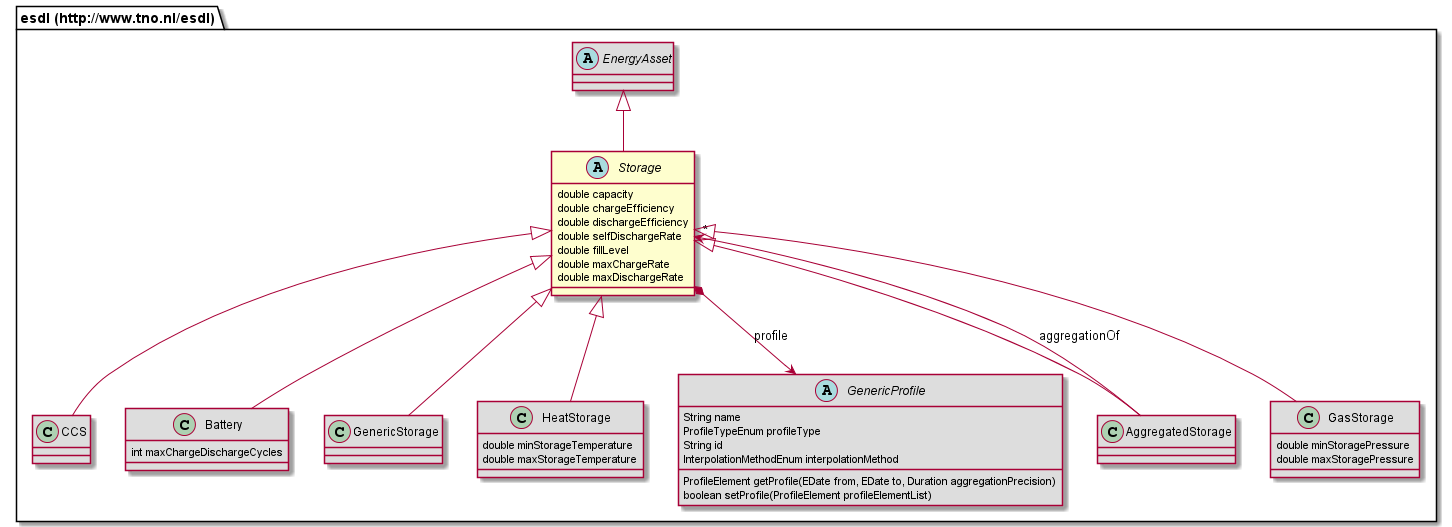 esdl (http://www.tno.nl/esdl)
A EnergyAsset
A Storage
double capacity
double chargeEfficiency
double dischargeEfficiency
double selfDischargeRate
double fillLevel
double maxChargeRate
double maxDischargeRate
*
profile
aggregationOf
C CCS
C Battery
int maxChargeDischargeCycles
C GenericStorage
C HeatStorage
double minStorageTemperature
double maxStorageTemperature
A GenericProfile
String name
ProfileTypeEnum profileType
String id
InterpolationMethodEnum interpolationMethod
ProfileElement getProfile(EDate from, EDate to, Duration aggregationPrecision)
boolean setProfile(ProfileElement profileElementList)
C AggregatedStorage
C GasStorage
double minStoragePressure
double maxStoragePressure